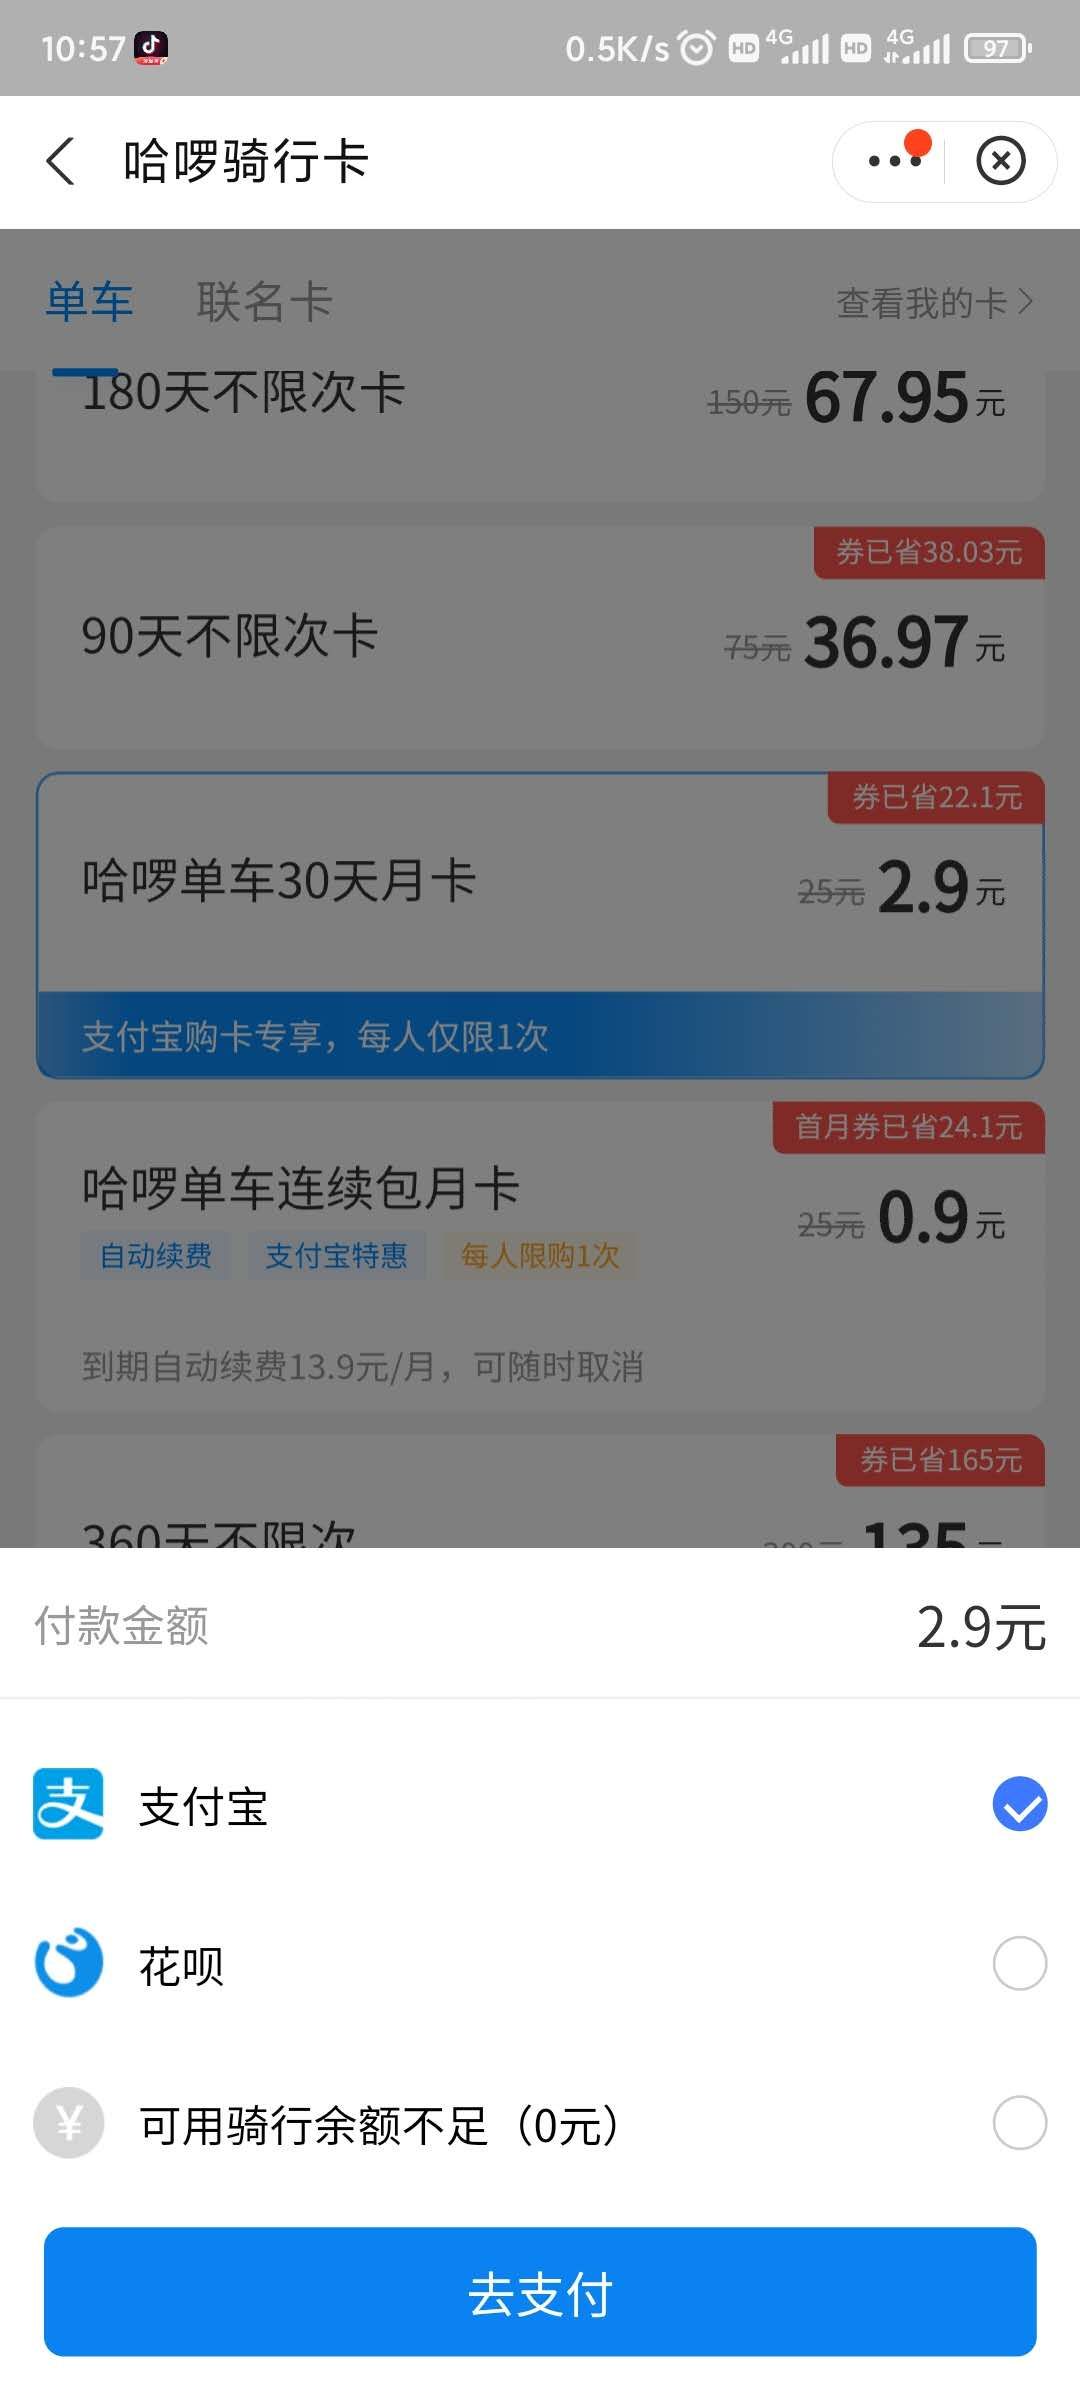 10:57
0.5K/s HD 4G HD 4G 97
哈啰骑行卡
单车 联名卡 查看我的卡
180天不限次卡 150元 67.95元
券已省38.03元
90天不限次卡 75元 36.97元
券已省22.1元
哈啰单车30天月卡 25元 2.9元
支付宝购卡专享，每人仅限1次
首月券已省24.1元
哈啰单车连续包月卡 25元 0.9元
自动续费 支付宝特惠 每人限购1次
到期自动续费13.9元/月，可随时取消
券已省165元
360天不限次 300元 135元
付款金额 2.9元
支 支付宝
花呗
¥ 可用骑行余额不足（0元）
去支付